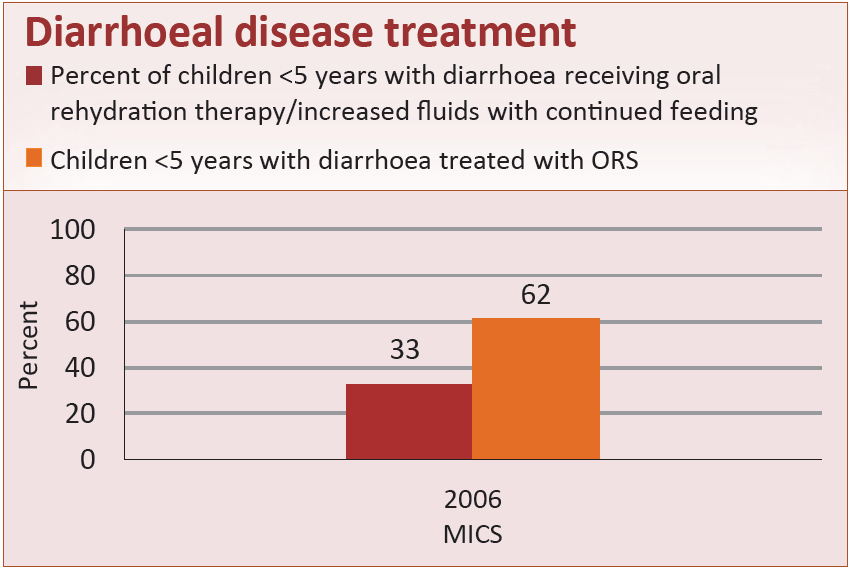 Diarrhoeal disease treatment
Percent of children <5 years with diarrhoea receiving oral
rehydration therapy/increased fluids with continued feeding
Children <5 years with diarrhoea treated with ORS
Percent
100
80
60
40
20
0
33
62
2006
MICS